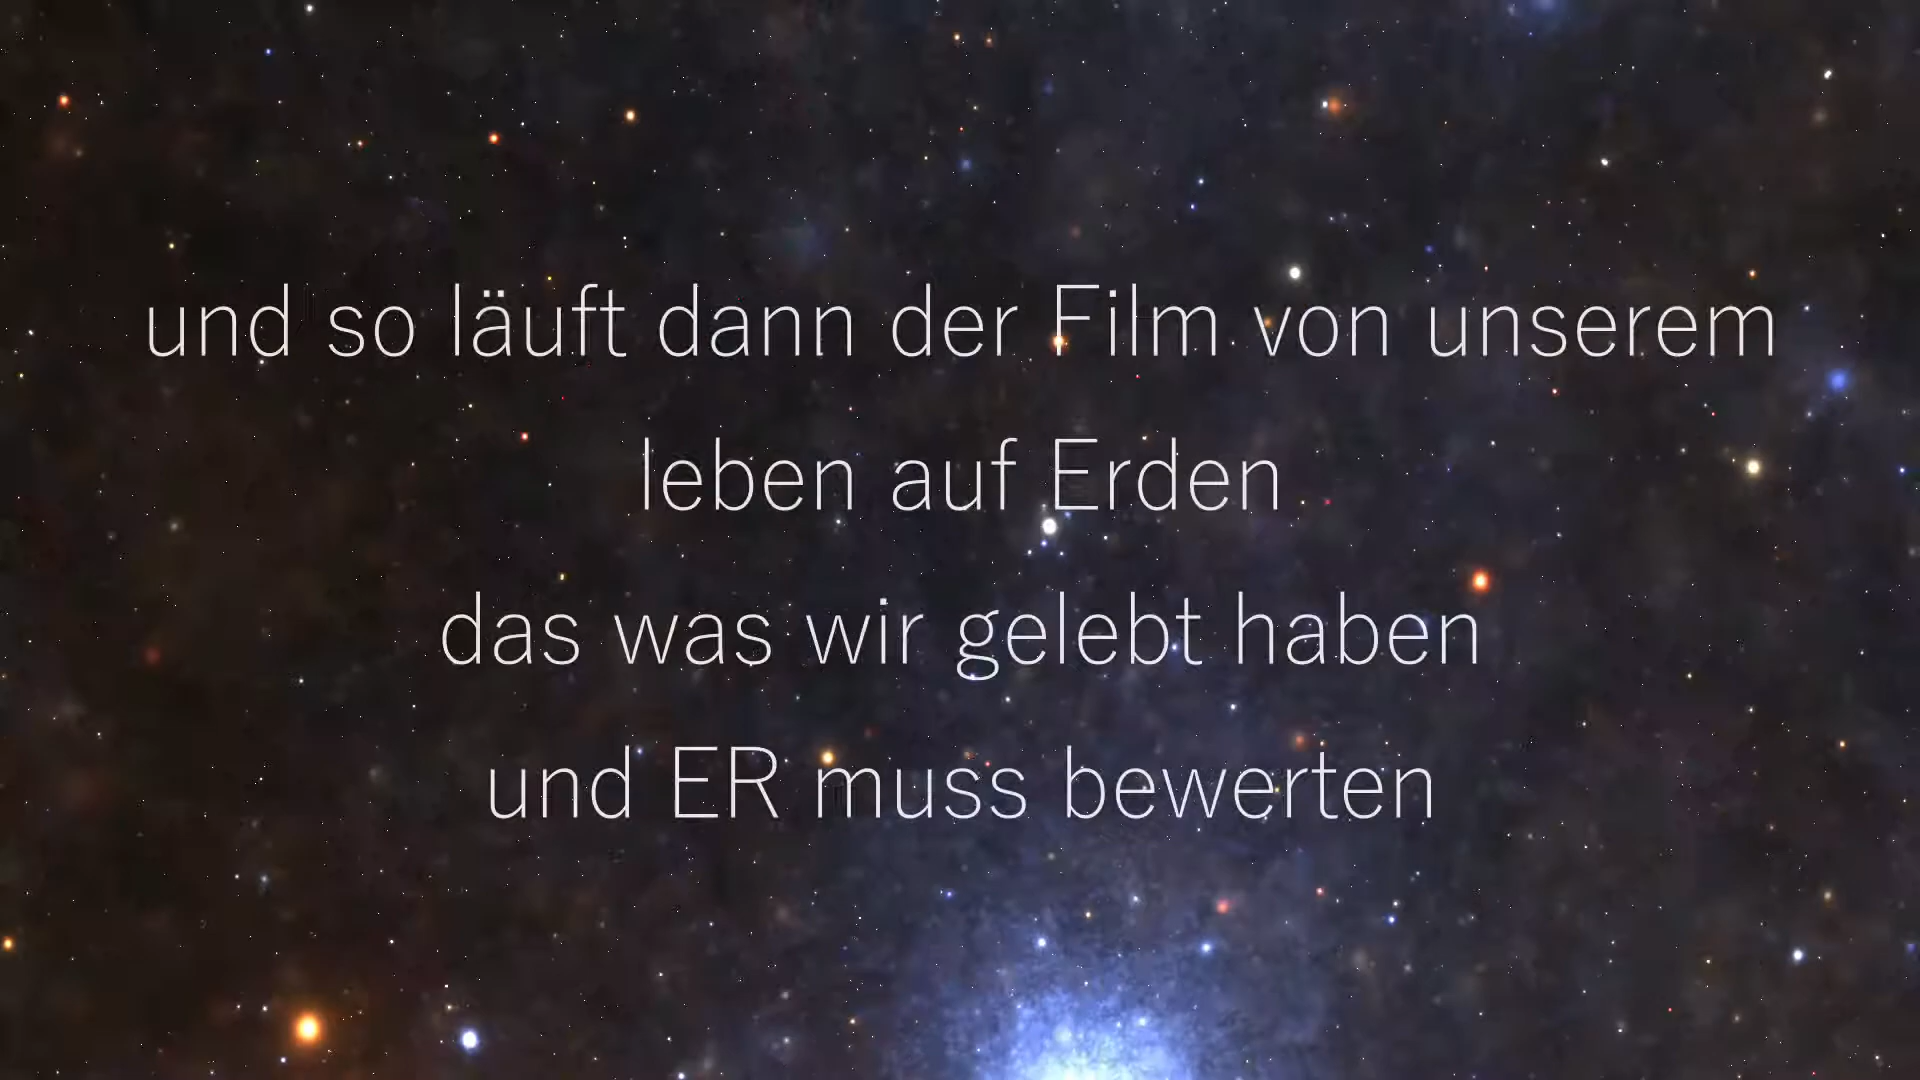 und so läuft dann der Film von unserem
leben auf Erden
das was wir gelebt haben
und ER muss bewerten